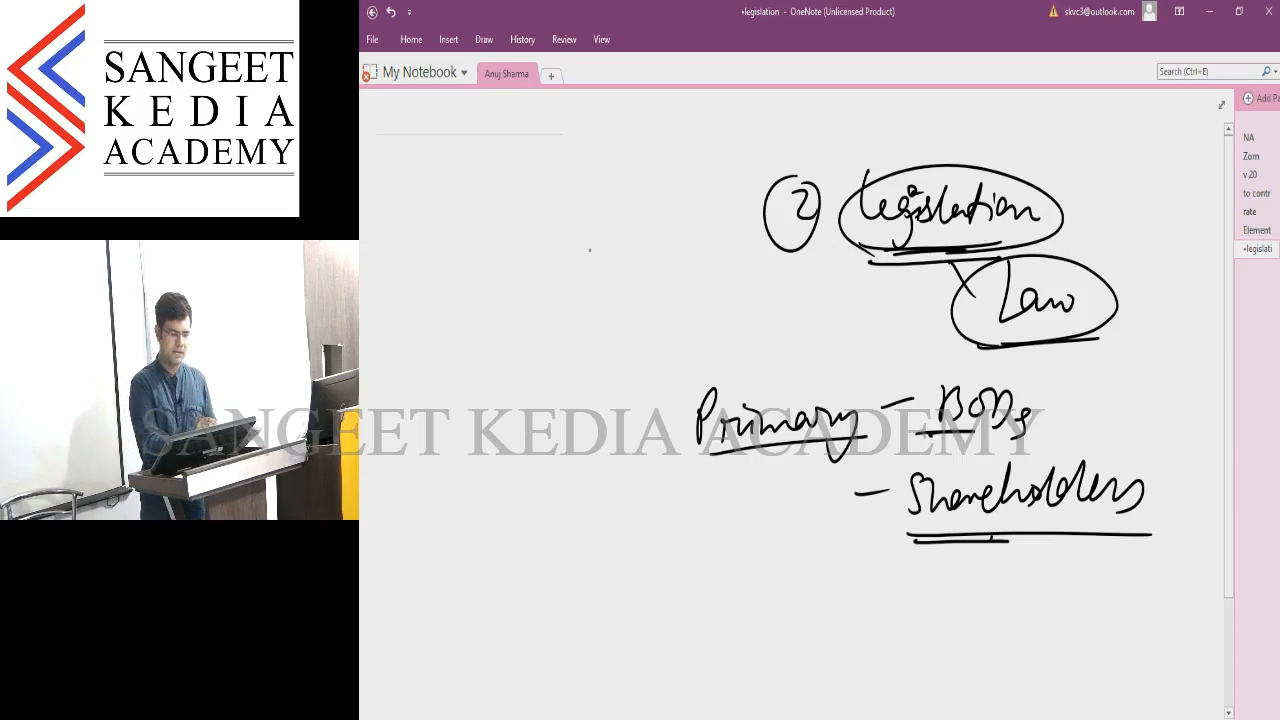 SANGEET
KEDIA
ACADEMY
•legislation - OneNote (Unlicensed Product)
skvc3@outlook.com
File Home Insert Draw History Review View
My Notebook
Anuj Sharma
Search (Ctrl+E)
Add Pa
NA
Zom
v 20
to contr
rate
Element
•legislati
2 legislation
Law
Primary - BODs
- Shareholders
SANGEET KEDIA ACADEMY